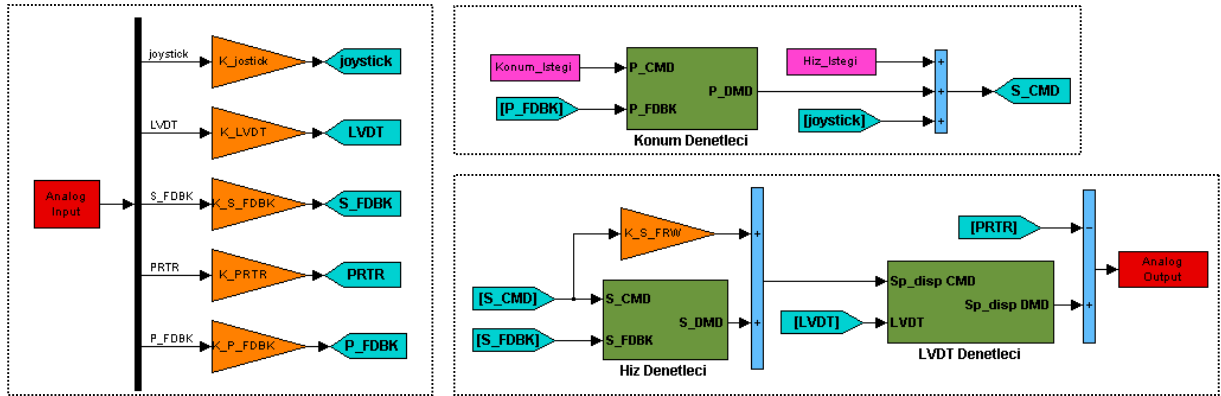 Analog
Input
joystick
K_jostick
joystick
LVDT
K_LVDT
LVDT
S_FDBK
K_S_FDBK
S_FDBK
PRTR
K_PRTR
PRTR
P_FDBK
K_P_FDBK
P_FDBK
Konum_Istegi
[P_FDBK]
P_CMD
P_FDBK
P_DMD
Konum Denetleci
Hiz_Istegi
[joystick]
+
+
+
S_CMD
[S_CMD]
[S_FDBK]
K_S_FRW
S_CMD
S_FDBK
S_DMD
Hiz Denetleci
+
+
[LVDT]
Sp_disp CMD
LVDT
Sp_disp DMD
LVDT Denetleci
[PRTR]
−
+
Analog
Output